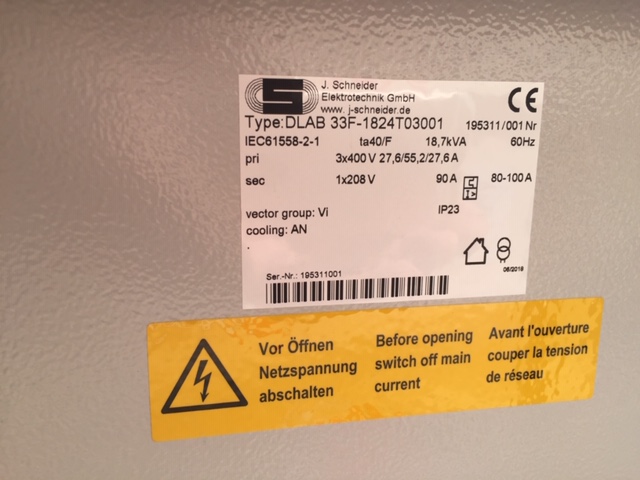 J. Schneider
Elektrotechnik GmbH
www. j-schneider.de
CE
Type:DLAB 33F-1824T03001 195311/001 Nr
IEC61558-2-1 ta40/F 18,7kVA 60Hz
pri 3x400 V 27,6/55,2/27,6 A
sec 1x208 V 90 A 80-100 A
vector group: Vi IP23
cooling: AN
.
06/2018
Ser.-Nr.: 195311001
Vor Öffnen
Netzspannung
abschalten
Before opening
switch off main
current
Avant l'ouverture
couper la tension
de réseau